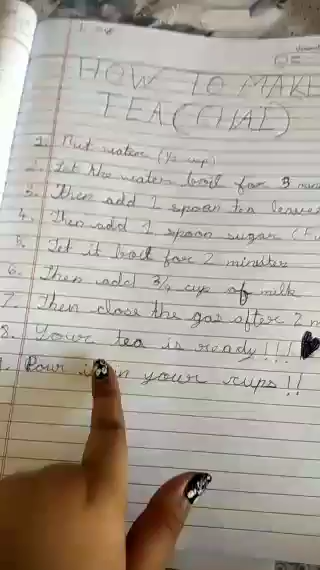 HOW TO MAKE
TEA (CHAI)
1. Put water (1/2 cup)
2. Let the water boil for 3
3. Then add 1 spoon tea leaves
4. Then add 1 spoon sugar
5. Let it boil for 2 minutes
6. Then add 3/4 cup of milk
7. Then close the gas after 2
8. Your tea is ready!!!
9. Pour in your cups!!